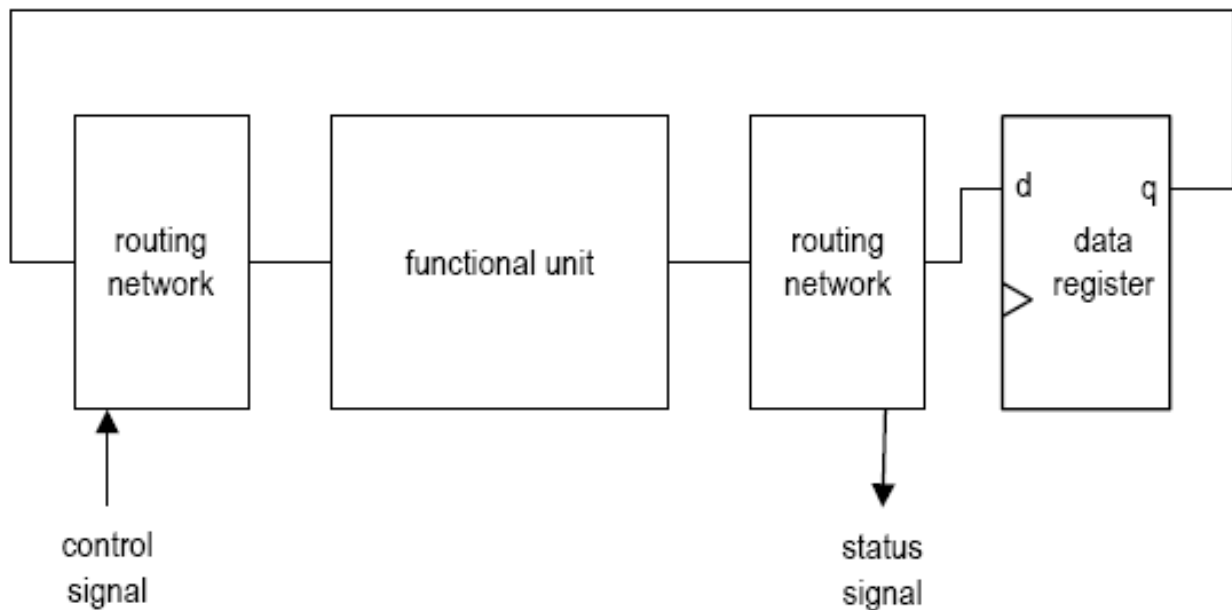 routing
network
functional unit
routing
network
d
q
data
register
control
signal
status
signal